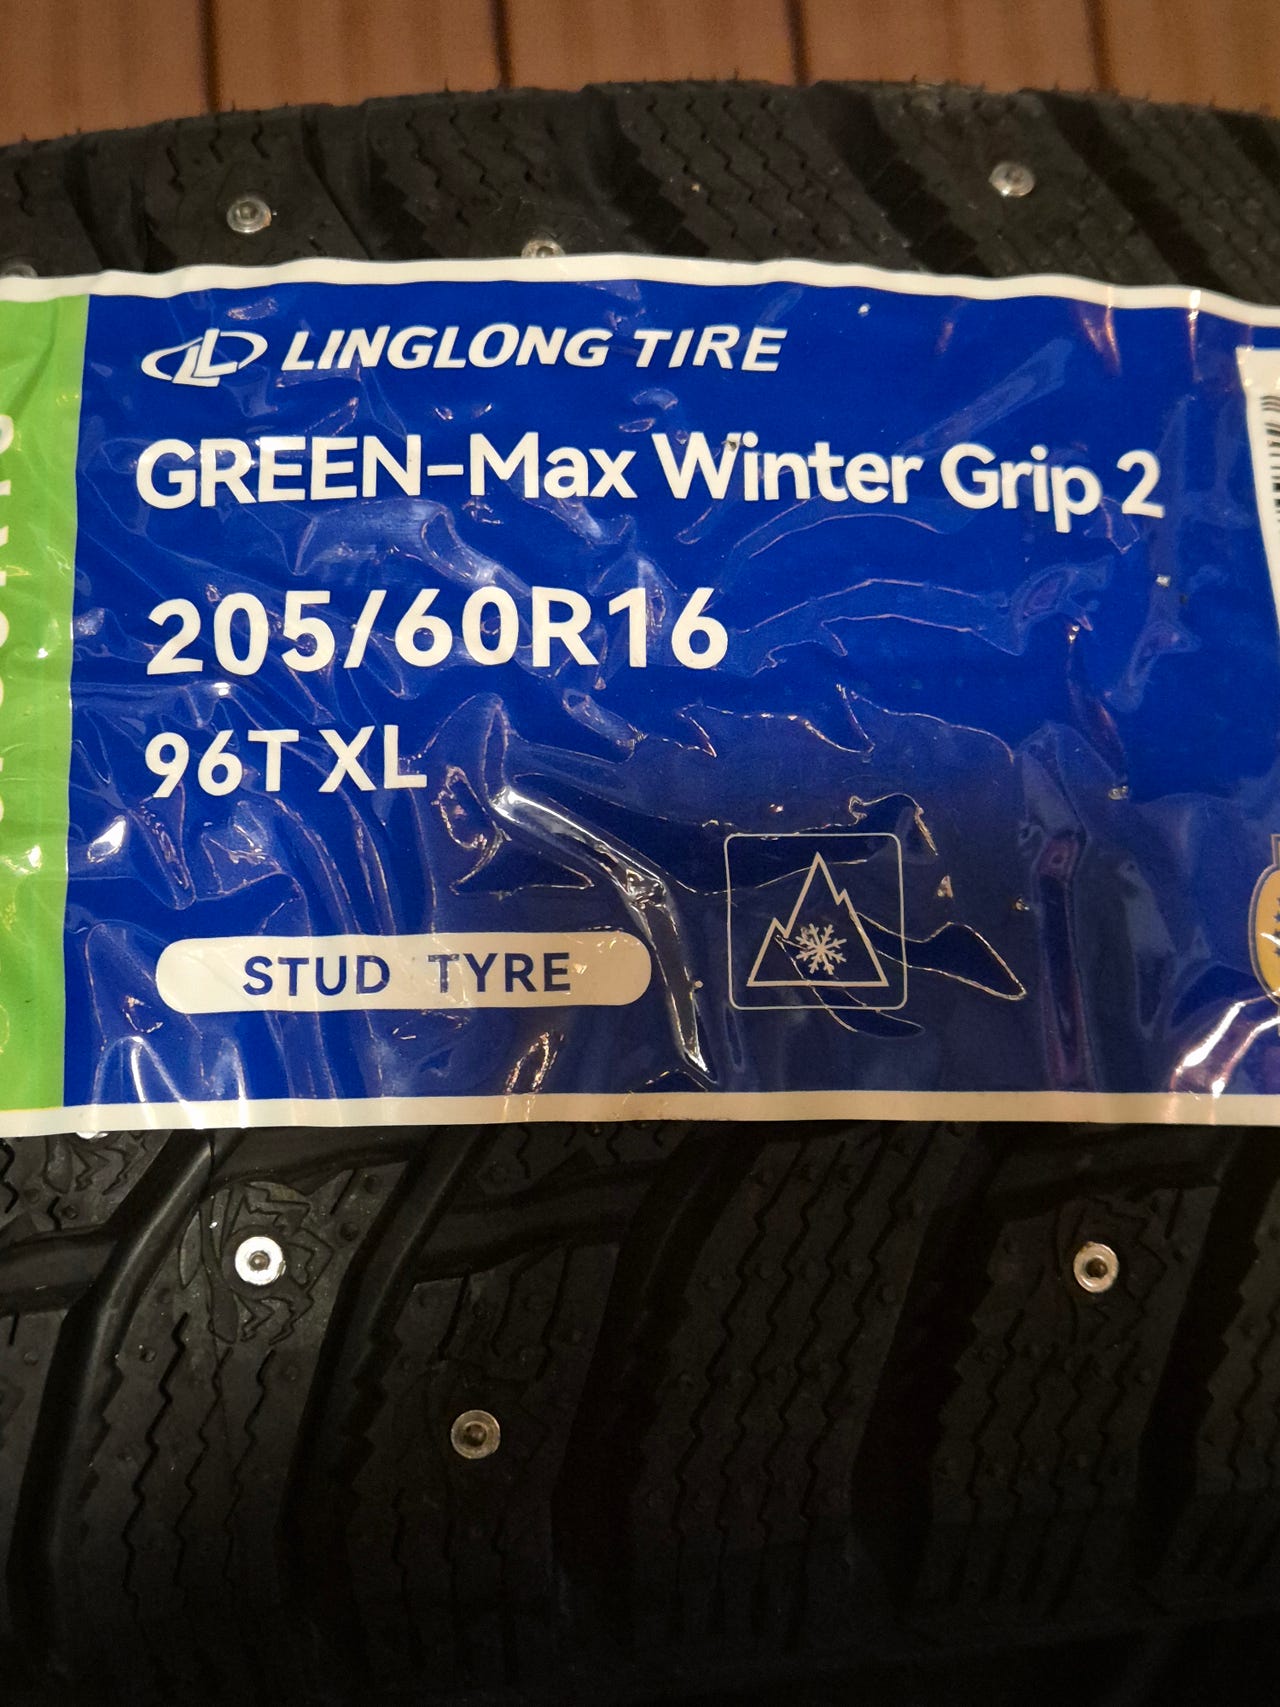 LINGLONG TIRE
GREEN-Max Winter Grip 2
205/60R16
96T XL
STUD TYRE